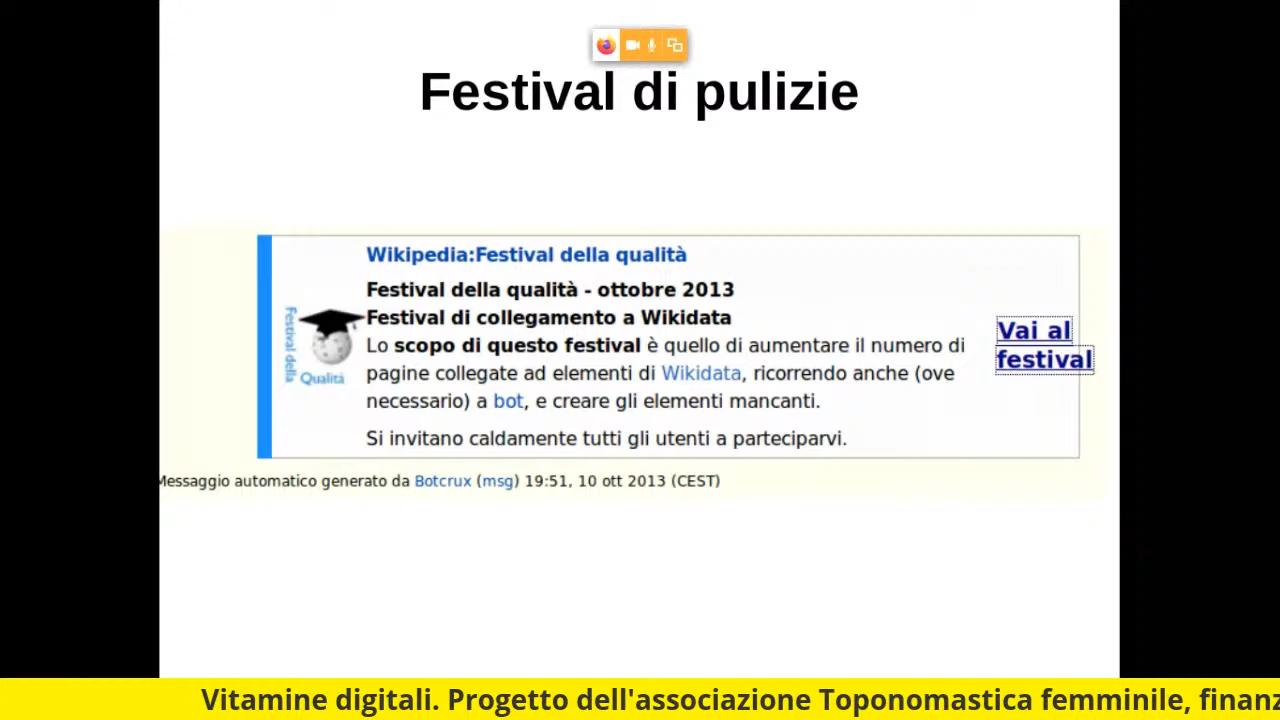 Festival di pulizie
Wikipedia:Festival della qualità
Festival della qualità - ottobre 2013
Festival di collegamento a Wikidata
Lo scopo di questo festival è quello di aumentare il numero di
pagine collegate ad elementi di Wikidata, ricorrendo anche (ove
necessario) a bot, e creare gli elementi mancanti.
Si invitano caldamente tutti gli utenti a parteciparvi.
Festival della
Qualità
Vai al
festival
Messaggio automatico generato da Botcrux (msg) 19:51, 10 ott 2013 (CEST)
Vitamine digitali. Progetto dell'associazione Toponomastica femminile, finanz